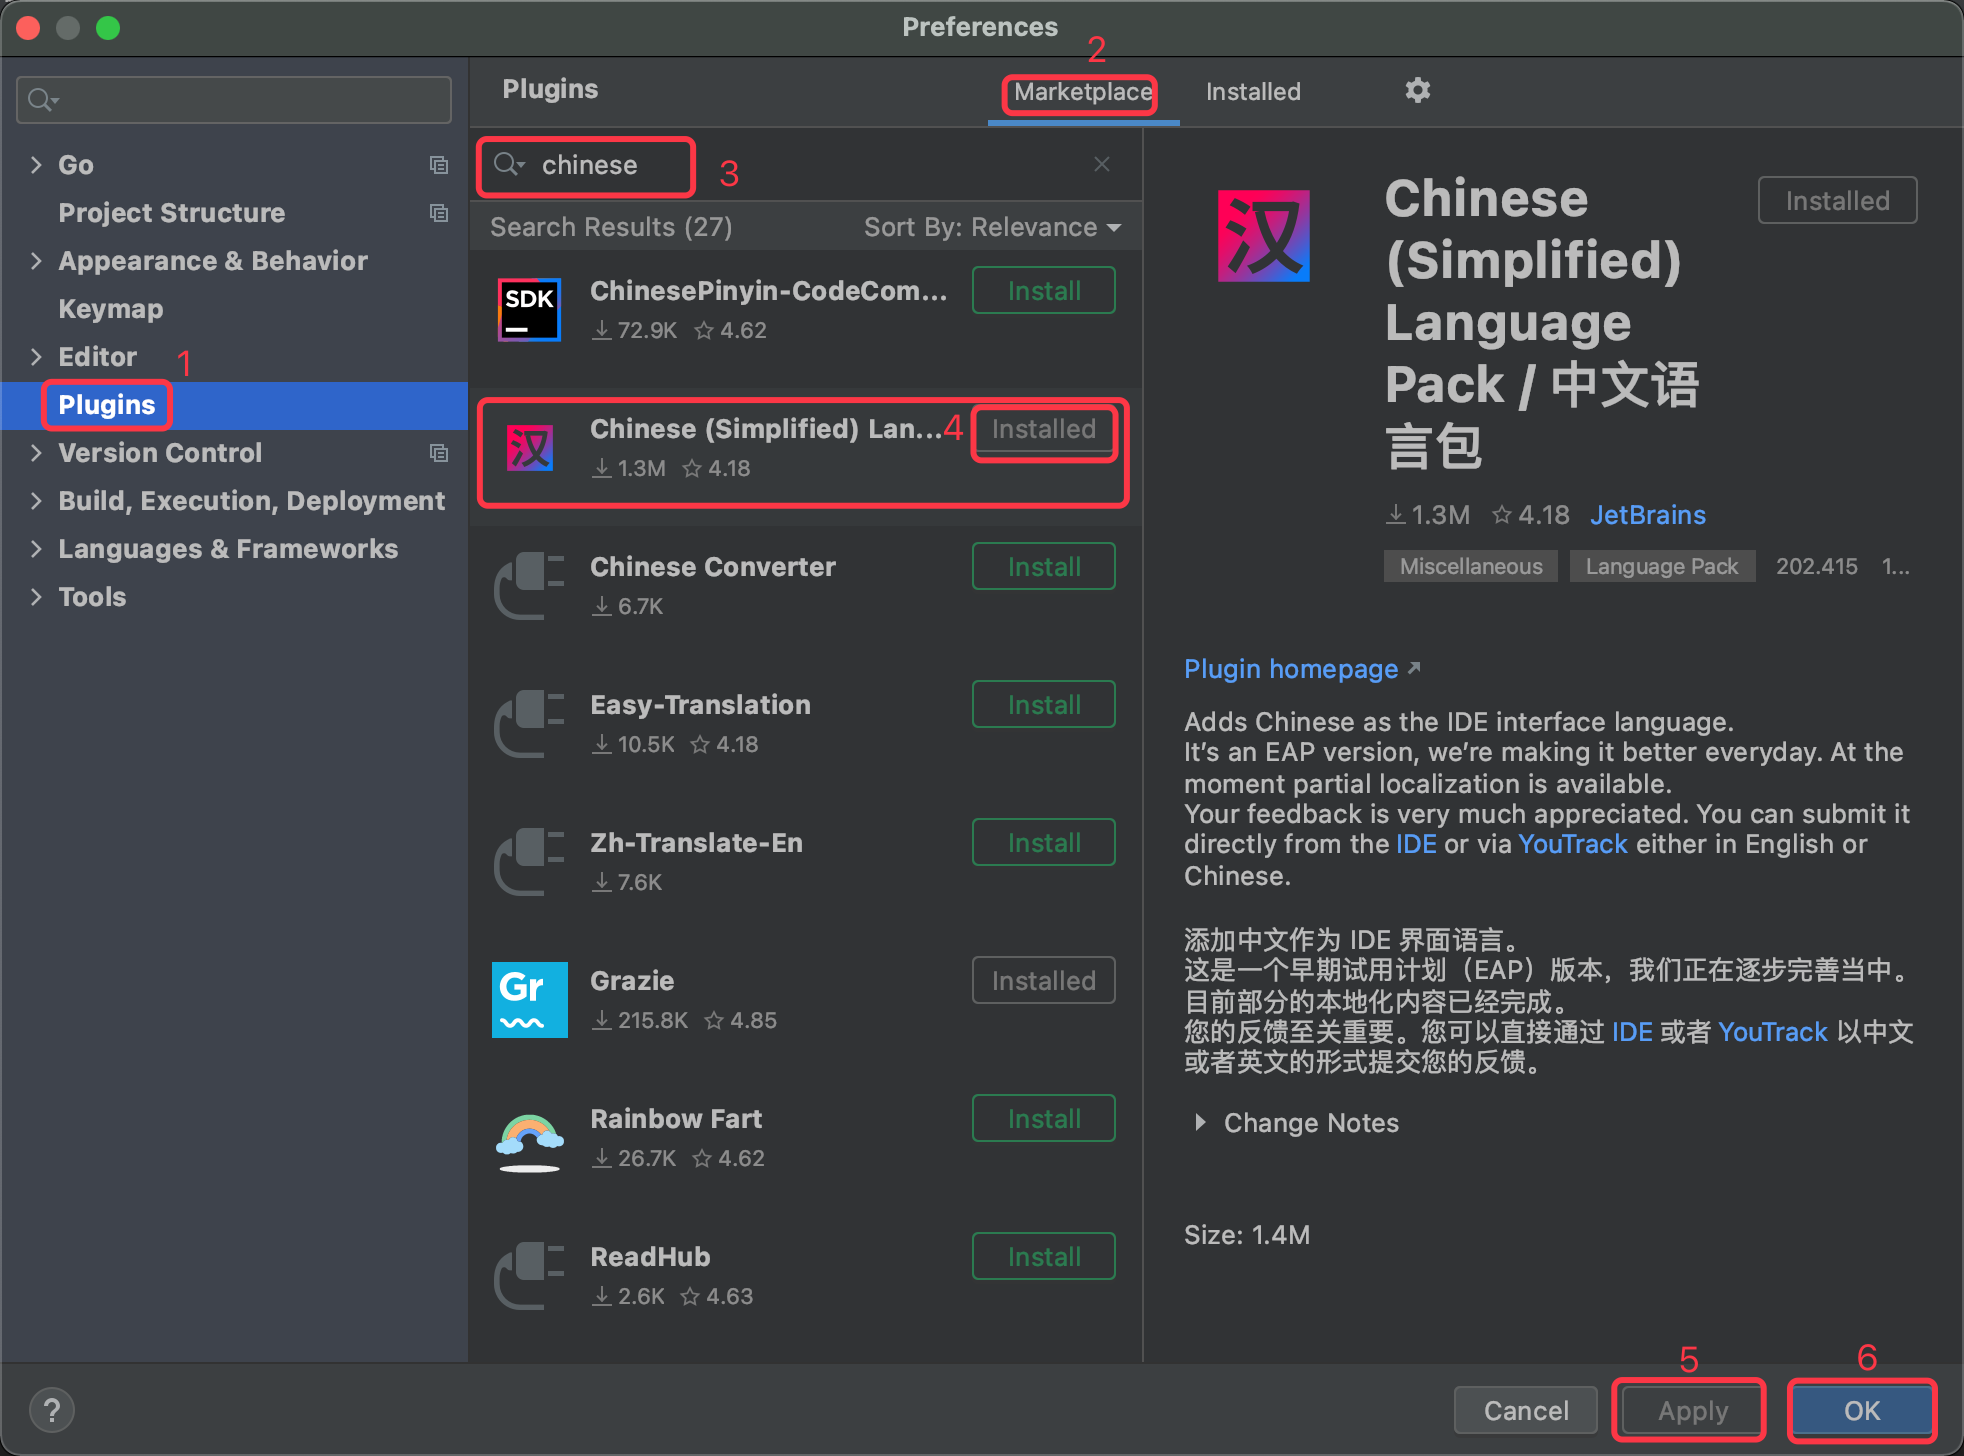 Preferences
2
Plugins
Marketplace
Installed
chinese
3
Go
Project Structure
Appearance & Behavior
Keymap
Editor
1
Plugins
Version Control
Build, Execution, Deployment
Languages & Frameworks
Tools
Search Results (27)
Sort By: Relevance
SDK
ChinesePinyin-CodeCom...
Install
72.9K 4.62
汉
Chinese (Simplified) Lan...
4
Installed
1.3M 4.18
Chinese Converter
Install
6.7K
Easy-Translation
Install
10.5K 4.18
Zh-Translate-En
Install
7.6K
Gr
Grazie
Installed
215.8K 4.85
Rainbow Fart
Install
26.7K 4.62
ReadHub
Install
2.6K 4.63
汉
Chinese
(Simplified)
Language
Pack / 中文语
言包
Installed
1.3M 4.18 JetBrains
Miscellaneous Language Pack 202.415 1...
Plugin homepage
Adds Chinese as the IDE interface language.
It's an EAP version, we're making it better everyday. At the
moment partial localization is available.
Your feedback is very much appreciated. You can submit it
directly from the IDE or via YouTrack either in English or
Chinese.
添加中文作为 IDE 界面语言。
这是一个早期试用计划（EAP）版本，我们正在逐步完善当中。
目前部分的本地化内容已经完成。
您的反馈至关重要。您可以直接通过 IDE 或者 YouTrack 以中文
或者英文的形式提交您的反馈。
Change Notes
Size: 1.4M
5
6
?
Cancel
Apply
OK